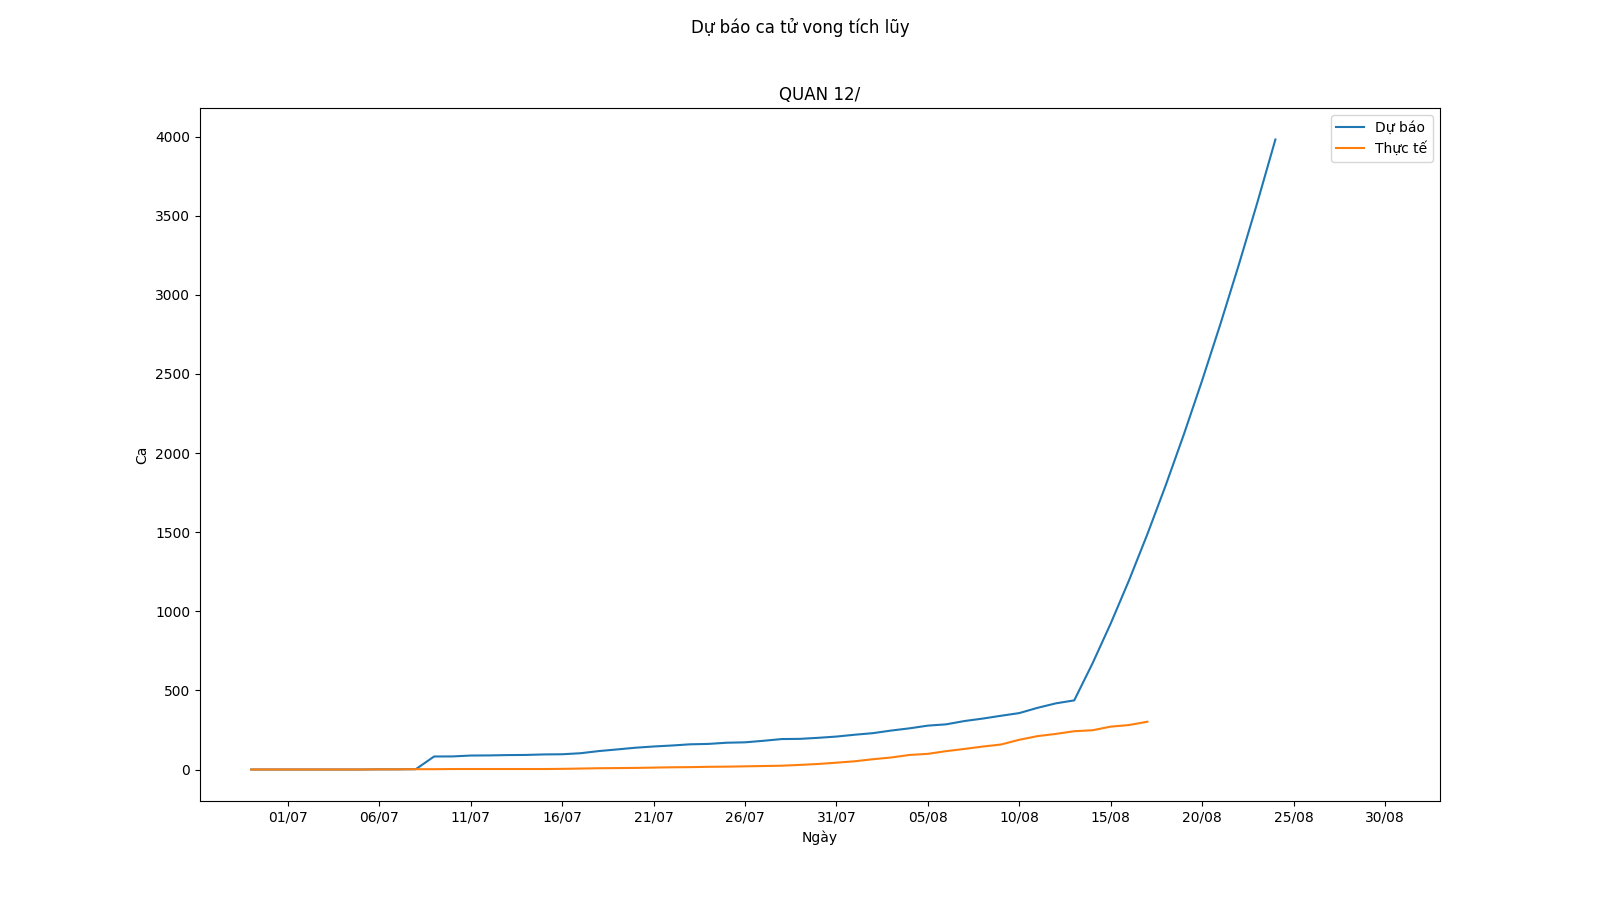 Dự báo ca tử vong tích lũy
QUAN 12/
Dự báo
Thực tế
4000
3500
3000
2500
2000
1500
1000
500
0
Ca
01/07 06/07 11/07 16/07 21/07 26/07 31/07 05/08 10/08 15/08 20/08 25/08 30/08
Ngày